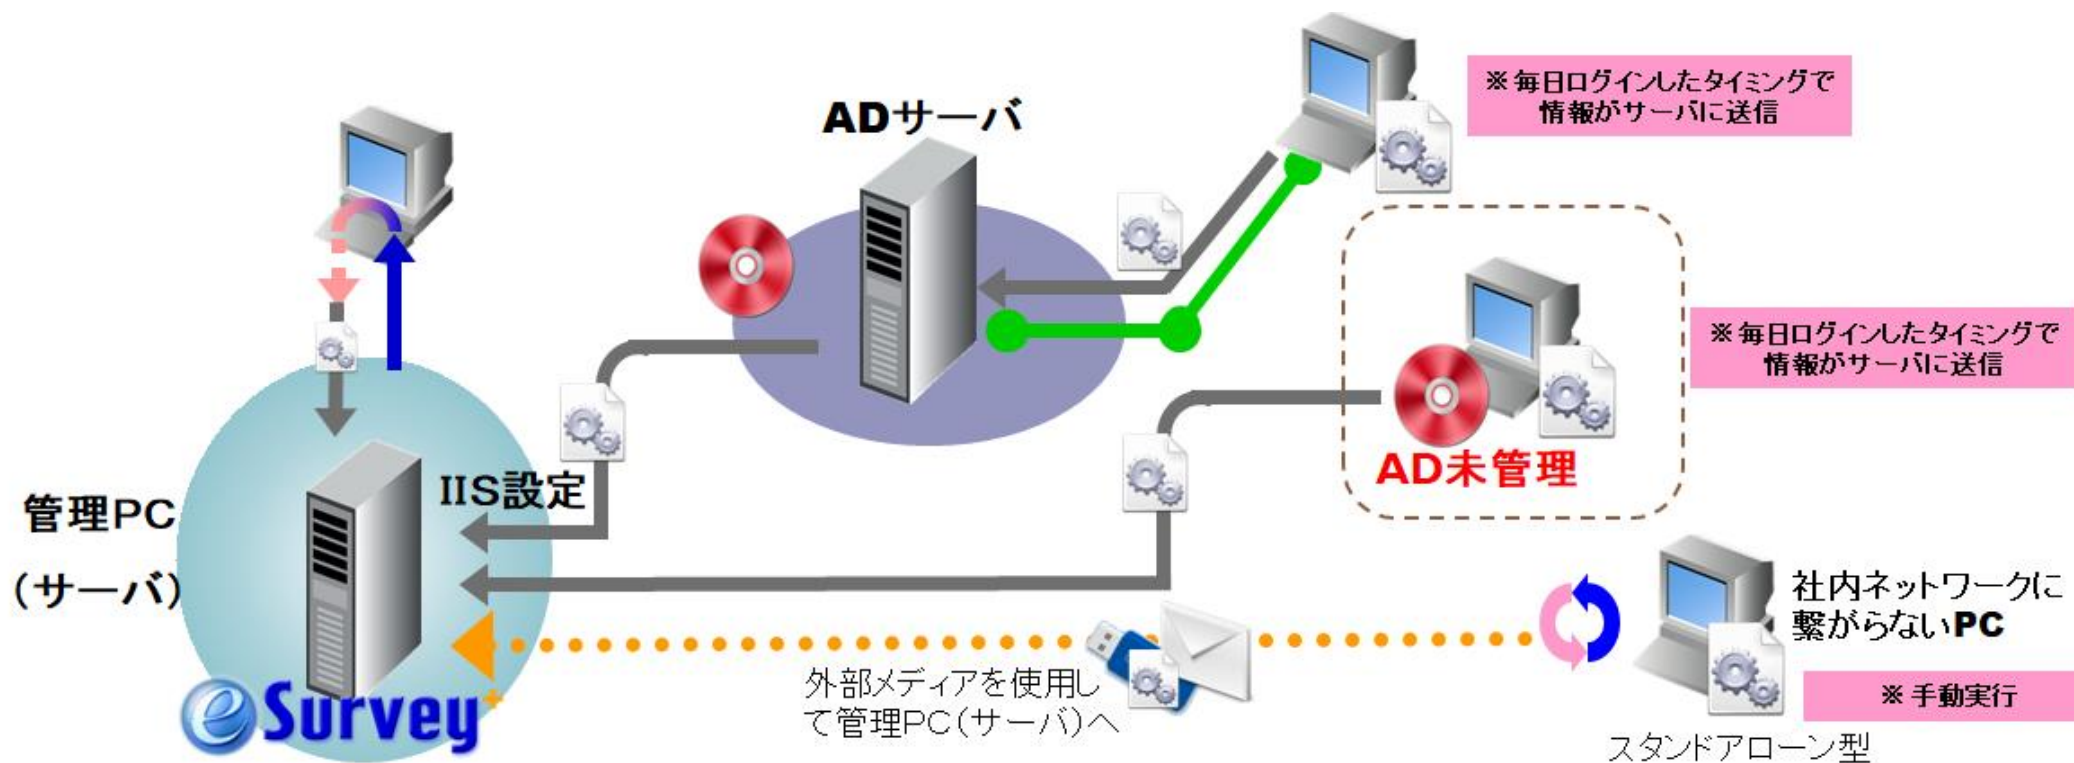 ※毎日ログインしたタイミングで
情報がサーバに送信
ADサーバ
※毎日ログインしたタイミングで
情報がサーバに送信
AD未管理
IIS設定
管理PC
(サーバ)
社内ネットワークに
繋がらないPC
外部メディアを使用し
て管理PC(サーバ)へ
※手動実行
eSurvey+
スタンドアローン型